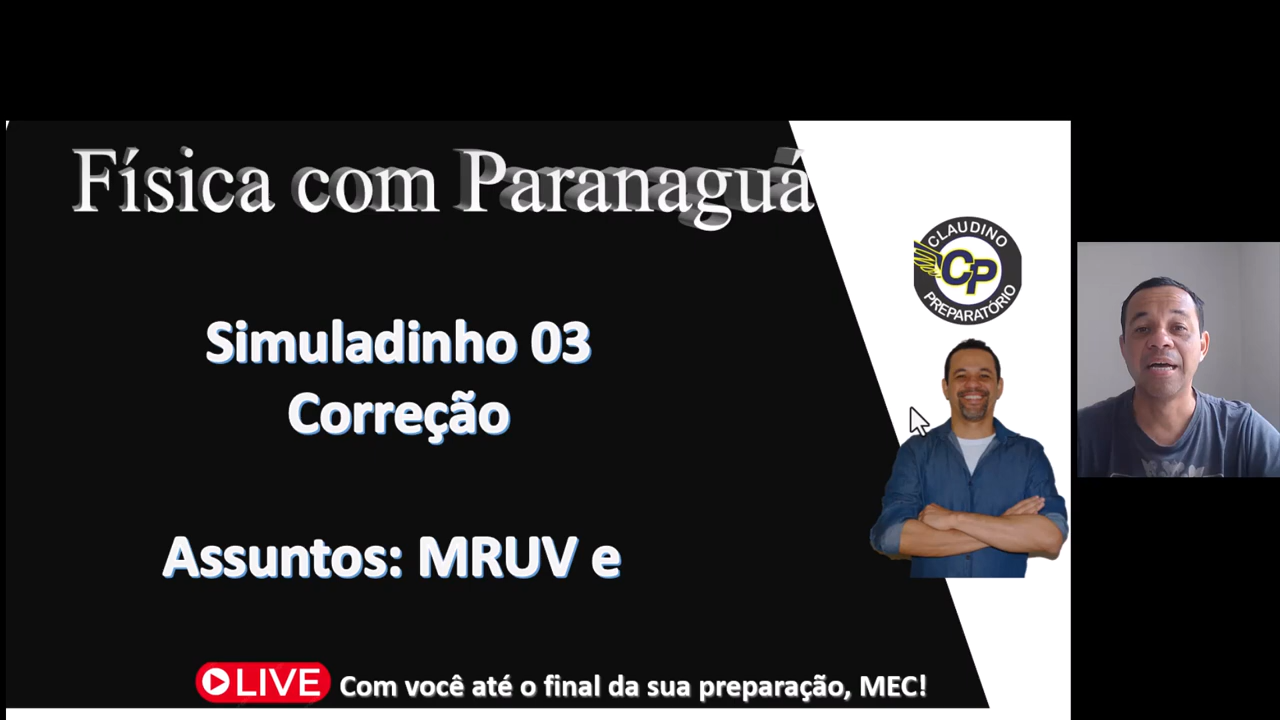 Física com Paranaguá
CLAUDINO
CP
PREPARATÓRIO
Simuladinho 03
Correção
Assuntos: MRUV e
LIVE Com você até o final da sua preparação, MEC!